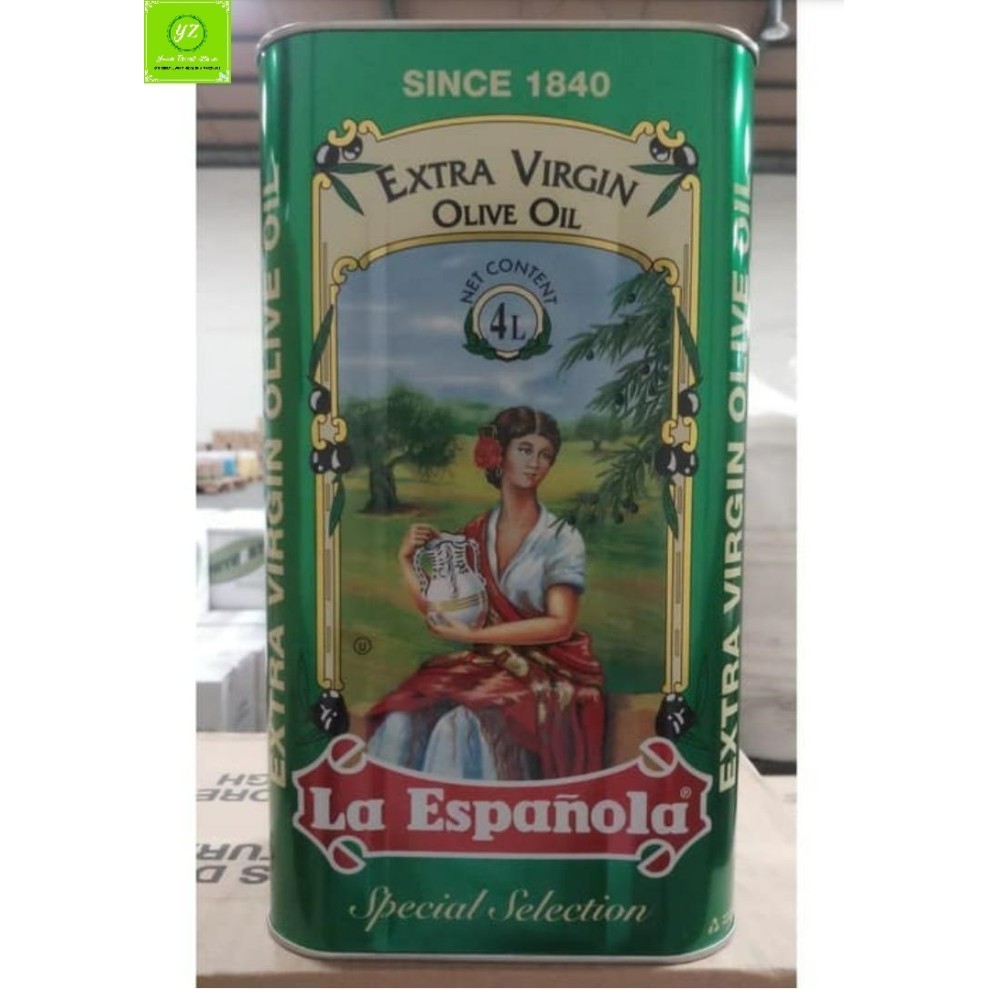 YZ
SINCE 1840
EXTRA VIRGIN
OLIVE OIL
NET CONTENT
4L
EXTRA VIRGIN OLIVE OIL
EXTRA VIRGIN OLIVE OIL
U
La Española®
Special Selection